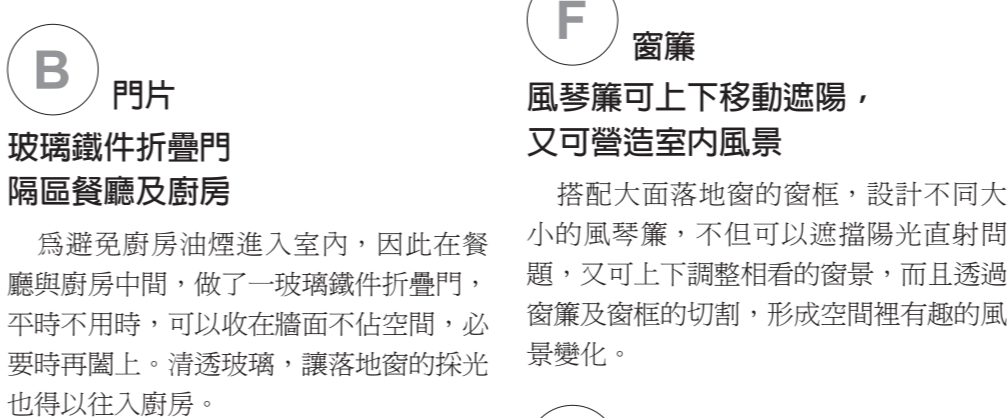 B 門片
玻璃鐵件折疊門
隔區餐廳及廚房
為避免廚房油煙進入室內，因此在餐
廳與廚房中間，做了一玻璃鐵件折疊門，
平時不用時，可以收在牆面不佔空間，必
要時再闔上。清透玻璃，讓落地窗的採光
也得以往入廚房。
F 窗簾
風琴簾可上下移動遮陽，
又可營造室內風景
搭配大面落地窗的窗框，設計不同大
小的風琴簾，不但可以遮擋陽光直射問
題，又可上下調整相看的窗景，而且透過
窗簾及窗框的切割，形成空間裡有趣的風
景變化。